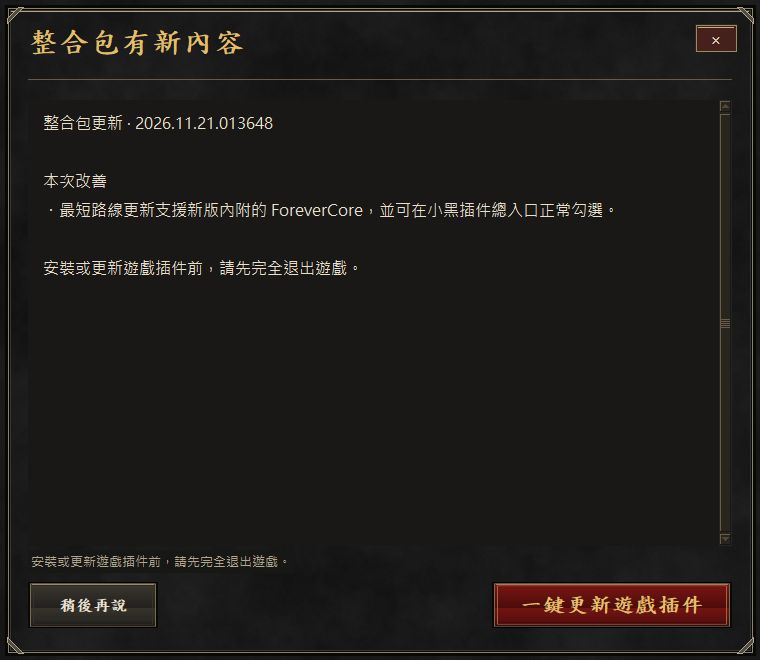 整合包有新內容
×
整合包更新 · 2026.11.21.013648
本次改善
· 最短路線更新支援新版內附的 ForeverCore，並可在小黑插件總入口正常勾選。
安裝或更新遊戲插件前，請先完全退出遊戲。
安裝或更新遊戲插件前，請先完全退出遊戲。
稍後再說
一鍵更新遊戲插件